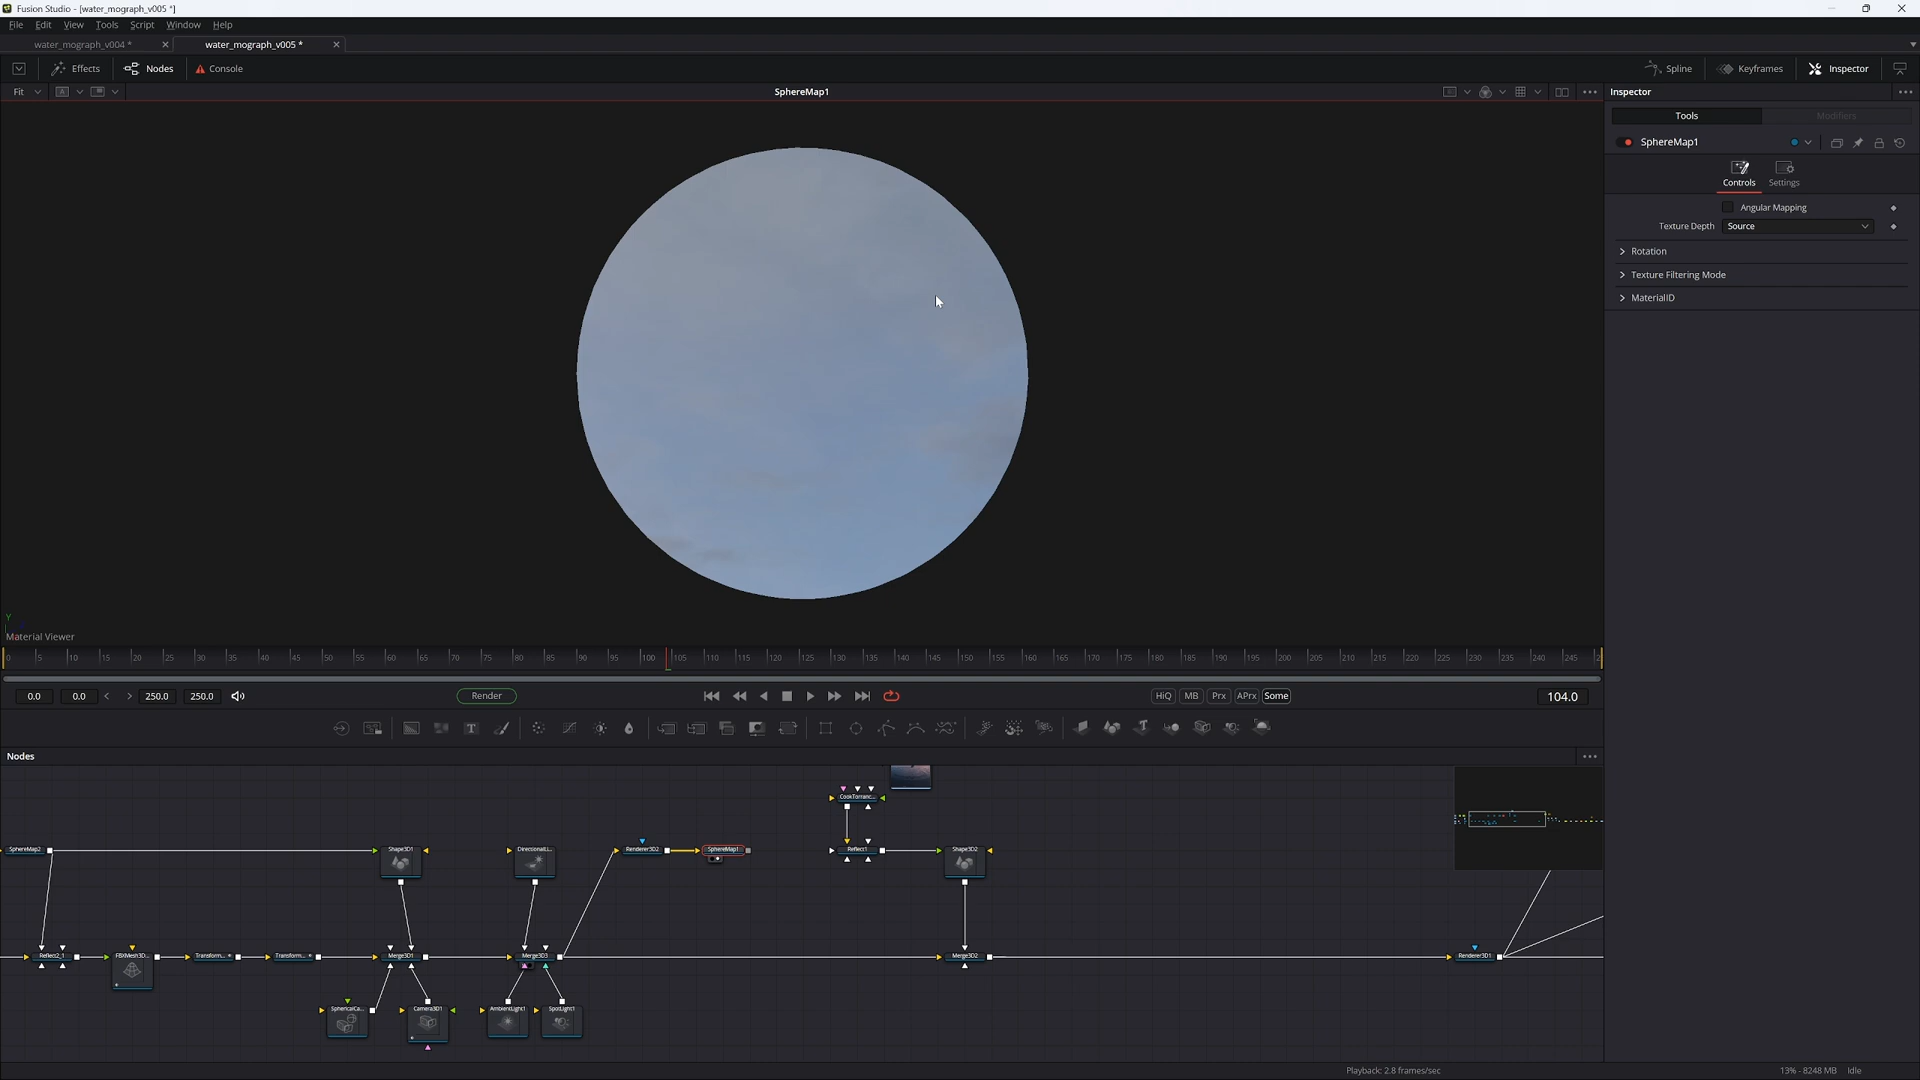 Fusion Studio - [water_mograph_v005 *]
File Edit View Tools Script Window Help
water_mograph_v004 * water_mograph_v005 *
Effects Nodes Console Spline Keyframes Inspector
Fit A SphereMap1 Inspector
Tools Modifiers
SphereMap1
Controls Settings
Angular Mapping
Texture Depth Source
Rotation
Texture Filtering Mode
MaterialID
Y
Material Viewer
0 5 10 15 20 25 30 35 40 45 50 55 60 65 70 75 80 85 90 95 100 105 110 115 120 125 130 135 140 145 150 155 160 165 170 175 180 185 190 195 200 205 210 215 220 225 230 235 240 245
0.0 0.0 250.0 250.0 Render HiQ MB Prx APrx Some 104.0
Nodes
CookTorranc...
SphereMap2 Shape3D1 DirectionalLi... Renderer3D2 SphereMap1 Reflect1 Shape3D2
Reflect2_1 FBXMesh3D... Transform... Transform... Merge3D1 Merge3D3 Merge3D2 Renderer3D1
SphericalCa... Camera3D1 AmbientLight1 SpotLight1
Playback: 2.8 frames/sec 13% - 8248 MB Idle